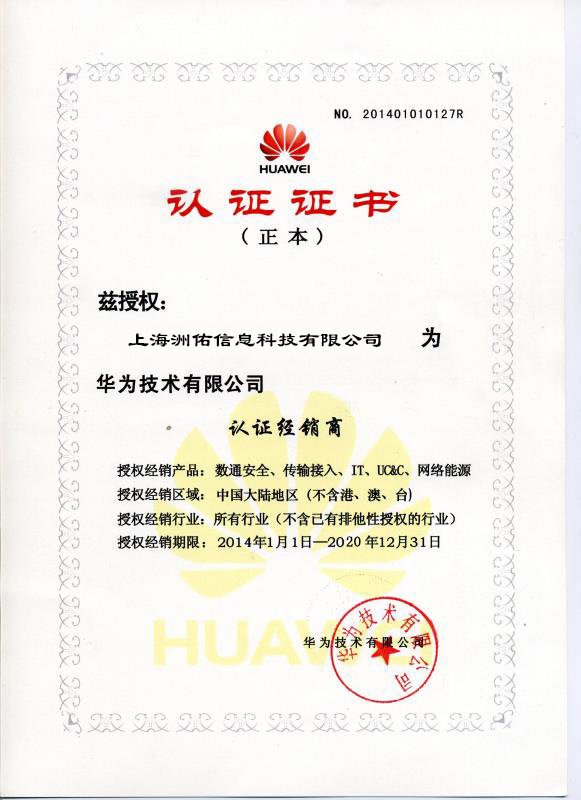 NO. 201401010127R
HUAWEI
认证证书
（正本）
兹授权：
上海洲佑信息科技有限公司 为
华为技术有限公司
认证经销商
授权经销产品：数通安全、传输接入、IT、UC&C、网络能源
授权经销区域：中国大陆地区（不含港、澳、台）
授权经销行业：所有行业（不含已有排他性授权的行业）
授权经销期限：2014年1月1日—2020年12月31日
HUAWEI
华为技术有限公司
华为技术有限公司